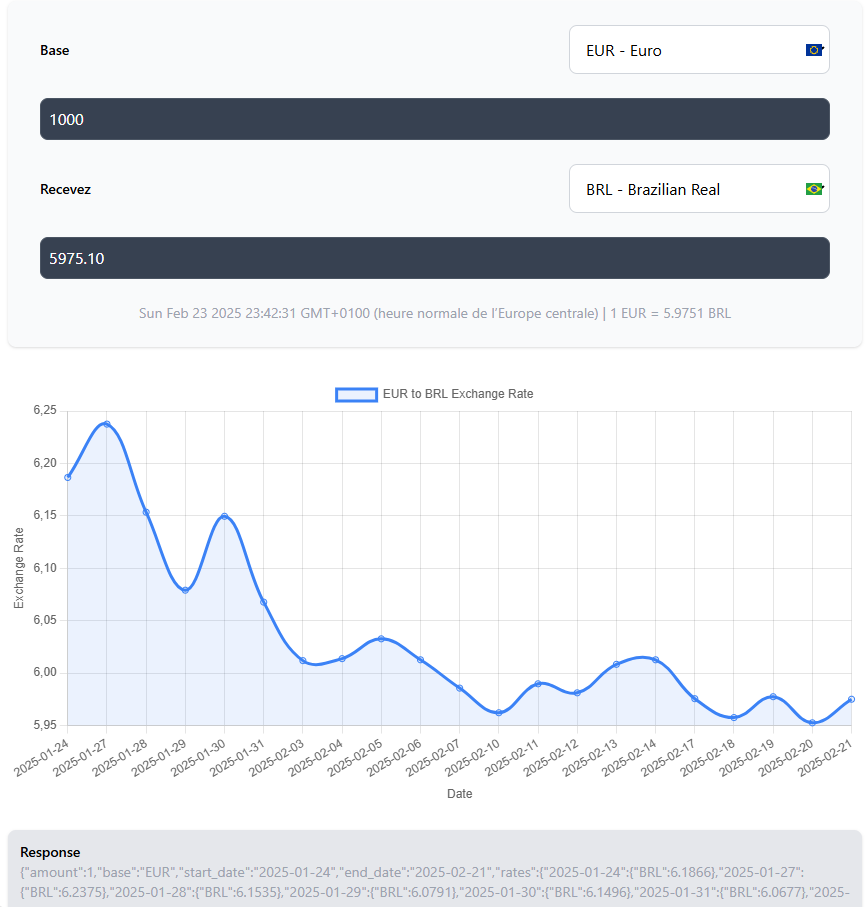 Base
EUR - Euro
1000
Recevez
BRL - Brazilian Real
5975.10
Sun Feb 23 2025 23:42:31 GMT+0100 (heure normale de l’Europe centrale) | 1 EUR = 5.9751 BRL
EUR to BRL Exchange Rate
6,25
6,20
6,15
6,10
6,05
6,00
5,95
Exchange Rate
2025-01-24
2025-01-27
2025-01-28
2025-01-29
2025-01-30
2025-01-31
2025-02-03
2025-02-04
2025-02-05
2025-02-06
2025-02-07
2025-02-10
2025-02-11
2025-02-12
2025-02-13
2025-02-14
2025-02-17
2025-02-18
2025-02-19
2025-02-20
2025-02-21
Date
Response
{"amount":1,"base":"EUR","start_date":"2025-01-24","end_date":"2025-02-21","rates":{"2025-01-24":{"BRL":6.1866},"2025-01-27":
{"BRL":6.2375},"2025-01-28":{"BRL":6.1535},"2025-01-29":{"BRL":6.0791},"2025-01-30":{"BRL":6.1496},"2025-01-31":{"BRL":6.0677},"2025-